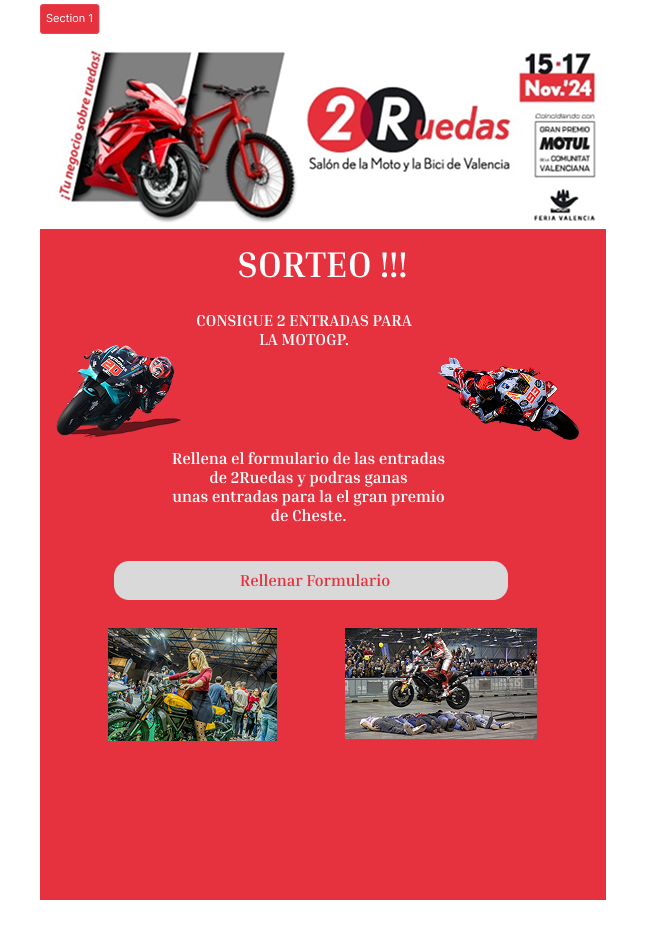 Section 1
¡Tu negocio sobre ruedas!
2Ruedas
Salón de la Moto y la Bici de Valencia
15·17
Nov.'24
Coincidiendo con
GRAN PREMIO
MOTUL
DE LA COMUNITAT
VALENCIANA
FERIA VALENCIA
SORTEO !!!
CONSIGUE 2 ENTRADAS PARA
LA MOTOGP.
20
93
Rellena el formulario de las entradas
de 2Ruedas y podras ganas
unas entradas para la el gran premio
de Cheste.
Rellenar Formulario